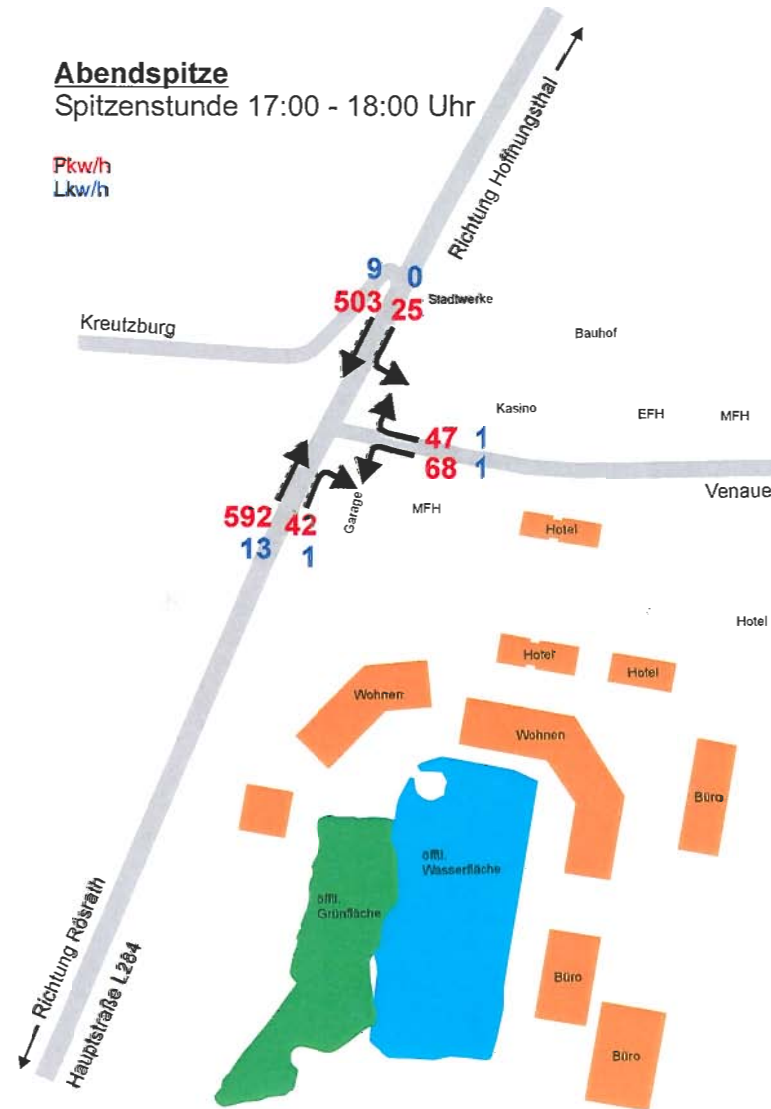 Abendspitze
Spitzenstunde 17:00 - 18:00 Uhr
Pkw/h
Lkw/h
Richtung Hoffnungsthal
9 0
503 25
Stadtwerke
Kreutzburg
Bauhof
Kasino
EFH
MFH
47 1
68 1
Venaue
Garage
MFH
592 42
13 1
Hotel
Hotel
Hotel
Hotel
Wohnen
Wohnen
Büro
öfftl.
Wasserfläche
öfftl.
Grünfläche
Richtung Rösrath
Hauptstraße L284
Büro
Büro